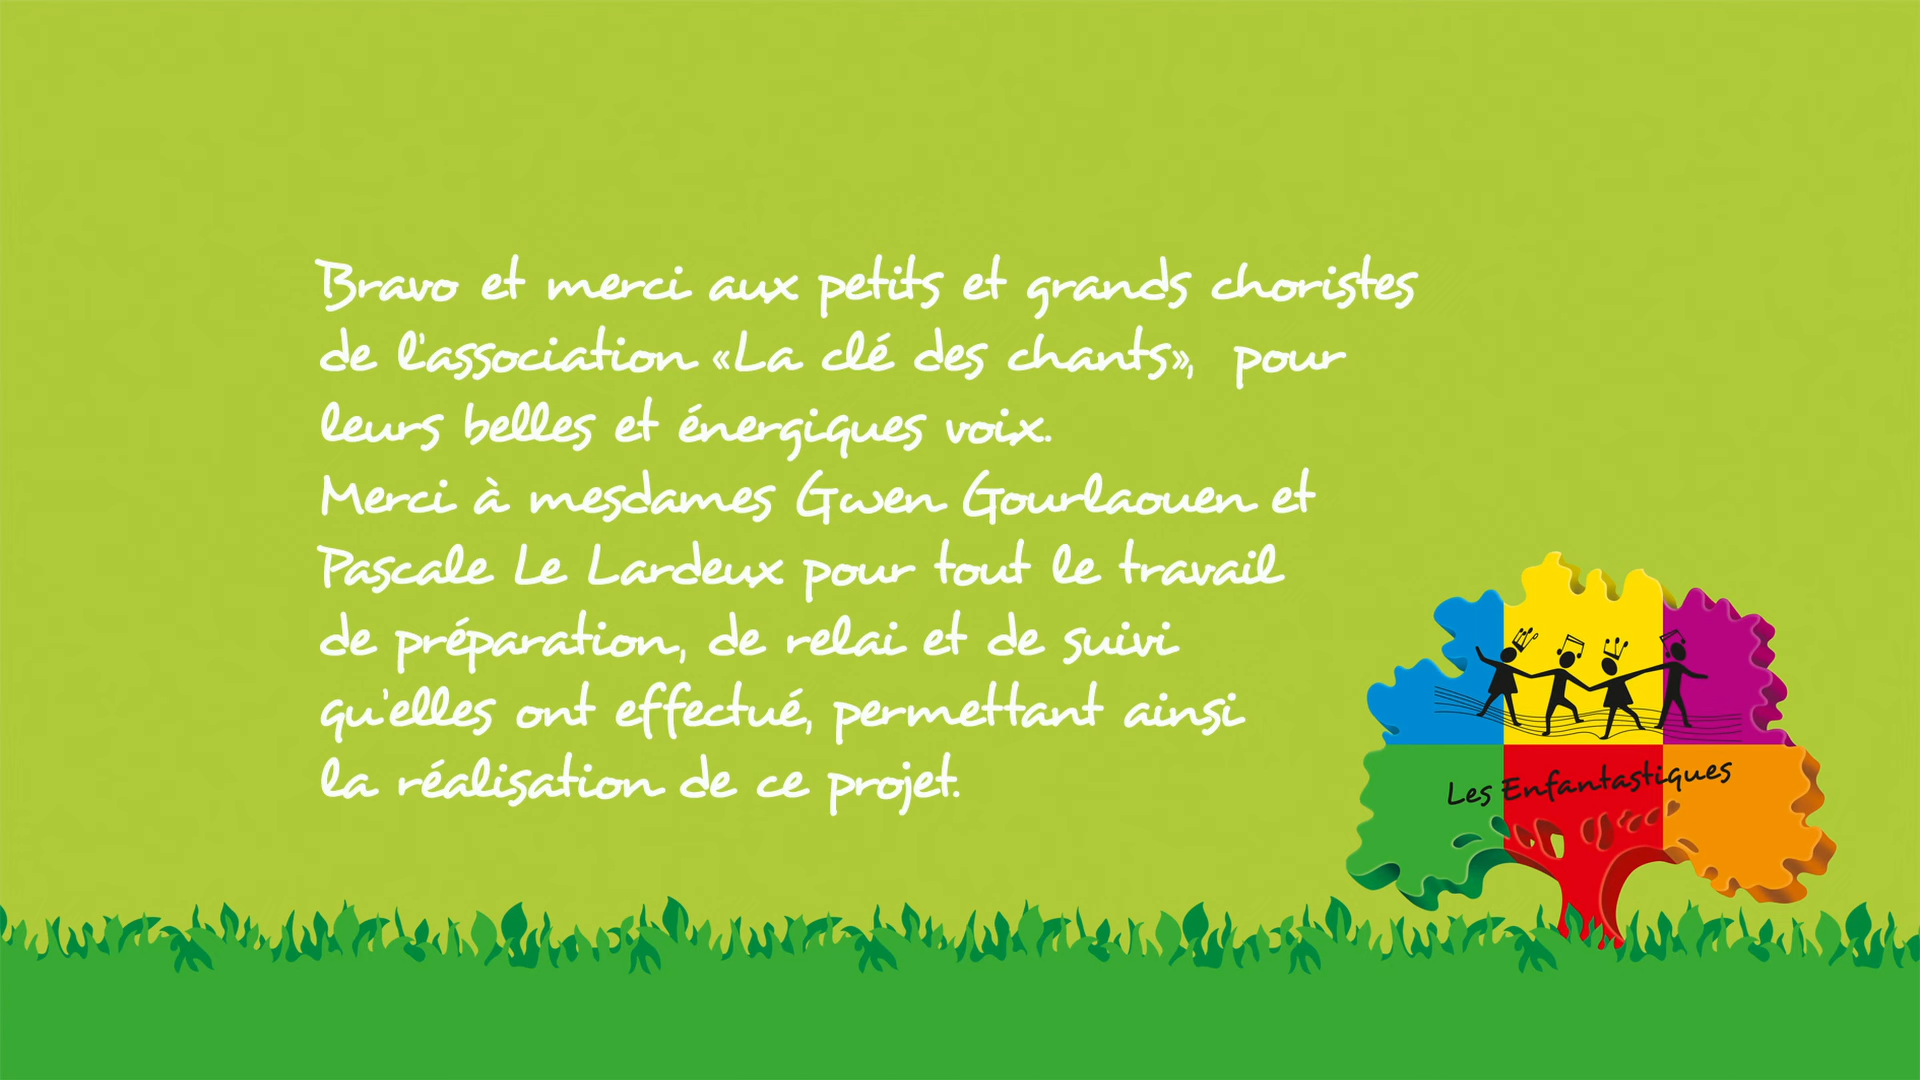 Bravo et merci aux petits et grands choristes
de l'association «La clé des chants», pour
leurs belles et énergiques voix.
Merci à mesdames Gwen Gourlaouen et
Pascale Le Lardeux pour tout le travail
de préparation, de relai et de suivi
qu'elles ont effectué, permettant ainsi
la réalisation de ce projet.
Les Enfantastiques